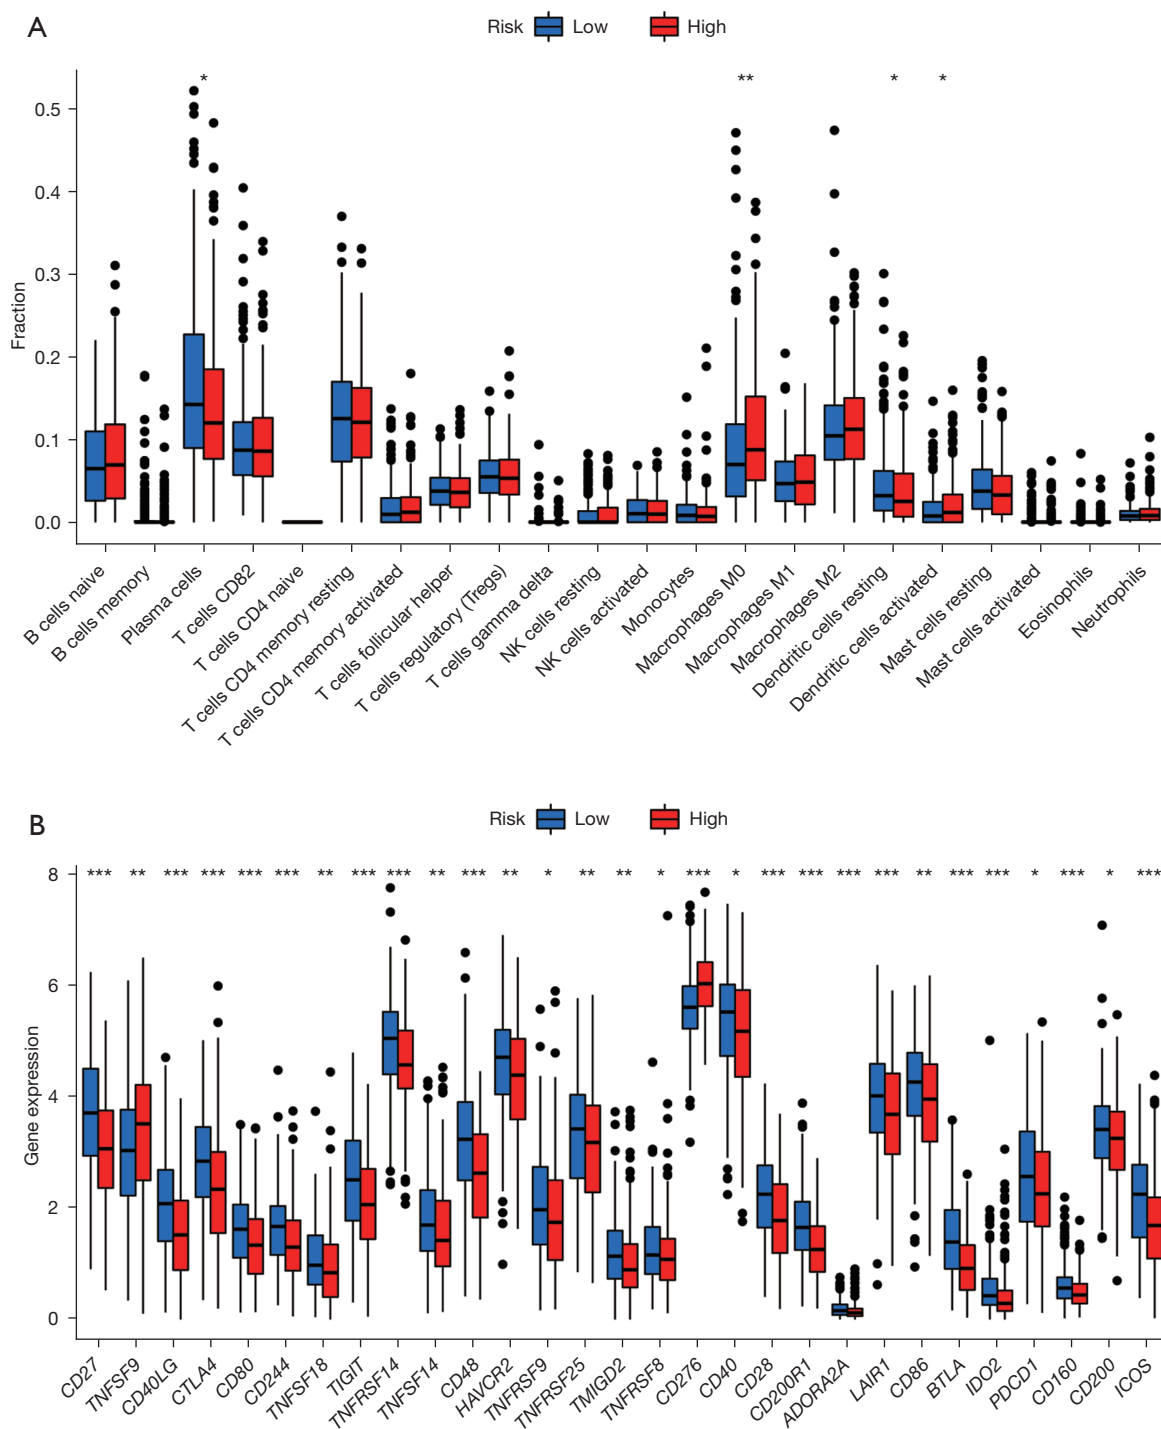 A
Risk Low High
* ** * *
Fraction
0.5
0.4
0.3
0.2
0.1
0.0
B cells naive
B cells memory
Plasma cells
T cells CD82
T cells CD4 naive
T cells CD4 memory resting
T cells CD4 memory activated
T cells follicular helper
T cells regulatory (Tregs)
T cells gamma delta
NK cells resting
NK cells activated
Monocytes
Macrophages M0
Macrophages M1
Macrophages M2
Dendritic cells resting
Dendritic cells activated
Mast cells resting
Mast cells activated
Eosinophils
Neutrophils
B
Risk Low High
*** ** *** *** *** *** ** *** *** ** *** ** * ** ** * *** * *** *** *** *** ** *** *** * *** * ***
Gene expression
8
6
4
2
0
CD27
TNFSF9
CD40LG
CTLA4
CD80
CD244
TNFSF18
TIGIT
TNFRSF14
TNFSF14
CD48
HAVCR2
TNFRSF9
TNFRSF25
TMIGD2
TNFRSF8
CD276
CD40
CD28
CD200R1
ADORA2A
LAIR1
CD86
BTLA
IDO2
PDCD1
CD160
CD200
ICOS